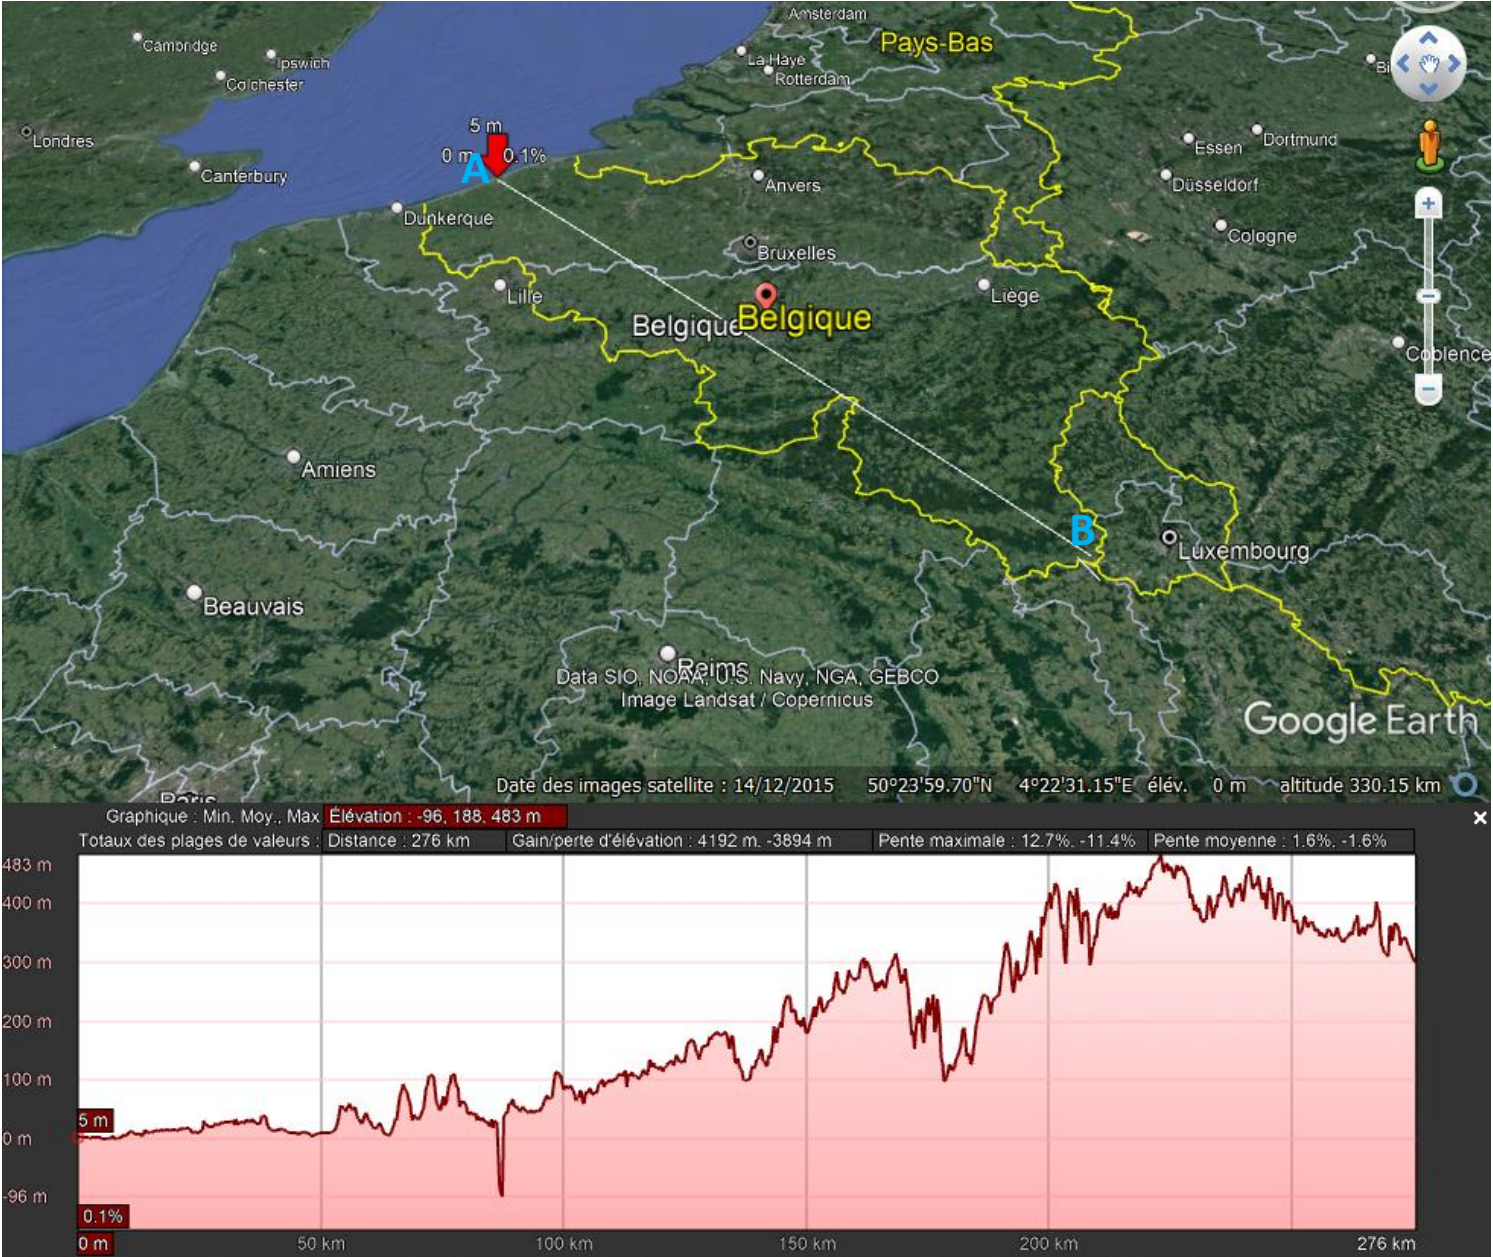 Amsterdam
Cambridge
Ipswich
Pays-Bas
La Haye
Rotterdam
Bi
Colchester
5 m
Londres
0 m
0.1%
A
Essen
Dortmund
Canterbury
Anvers
Düsseldorf
Dunkerque
Cologne
Bruxelles
Lille
Liège
Belgique
Belgique
Coblence
Amiens
B
Luxembourg
Beauvais
Reims
Data SIO, NOAA, U.S. Navy, NGA, GEBCO
Image Landsat / Copernicus
Google Earth
Date des images satellite : 14/12/2015 50°23'59.70"N 4°22'31.15"E élév. 0 m altitude 330.15 km
Paris
Graphique : Min. Moy., Max Élévation : -96, 188, 483 m
Totaux des plages de valeurs : Distance : 276 km Gain/perte d'élévation : 4192 m, -3894 m Pente maximale : 12.7%, -11.4% Pente moyenne : 1.6%, -1.6%
483 m
400 m
300 m
200 m
100 m
5 m
0 m
-96 m
0.1%
0 m 50 km 100 km 150 km 200 km 276 km